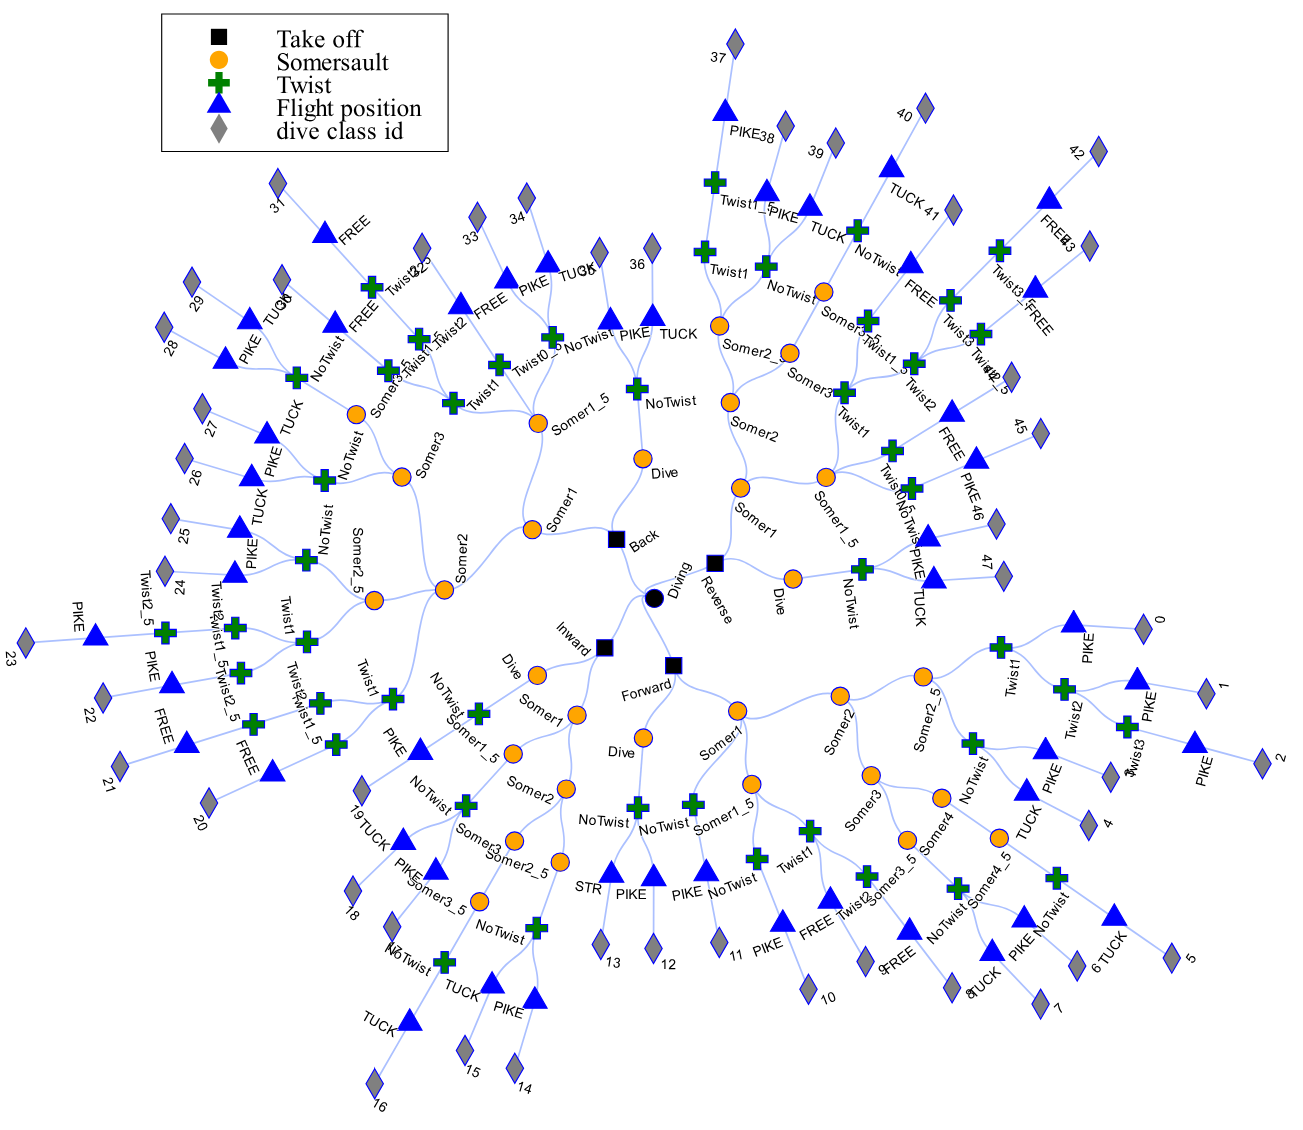 Take off
Somersault
Twist
Flight position
dive class id
Diving
Back
Dive
NoTwist
PIKE
35
TUCK
36
Somer1
Somer1_5
NoTwist
PIKE
33
TUCK
34
Twist0_5
FREE
32
Twist1
Twist1_5
FREE
30
Twist2
Twist2_5
FREE
31
Somer2
Somer3
Somer3_5
NoTwist
PIKE
28
TUCK
29
NoTwist
TUCK
26
PIKE
27
Somer2_5
NoTwist
PIKE
24
TUCK
25
Twist1
Twist2
Twist2_5
PIKE
23
Twist1_5
PIKE
22
Twist1
Twist2
Twist2_5
FREE
21
Twist1_5
FREE
20
Inward
Dive
NoTwist
PIKE
19
Somer1
Somer1_5
NoTwist
TUCK
18
PIKE
17
Somer2
Somer3
Somer3_5
NoTwist
TUCK
16
Somer2_5
NoTwist
TUCK
15
PIKE
14
Forward
Dive
NoTwist
STR
13
PIKE
12
Somer1
NoTwist
PIKE
11
Somer1_5
NoTwist
PIKE
10
Twist1
FREE
9
Twist2
FREE
8
Somer2
Somer3
Somer3_5
NoTwist
TUCK
7
PIKE
6
Somer4
Somer4_5
NoTwist
TUCK
5
Somer2_5
NoTwist
TUCK
4
PIKE
3
Twist1
Twist2
Twist3
PIKE
2
PIKE
1
PIKE
0
Reverse
Dive
NoTwist
TUCK
47
PIKE
46
Somer1
Somer1_5
NoTwist
PIKE
45
Twist0_5
FREE
44
Twist1
Twist2
Twist2_5
FREE
43
Twist3
Twist3_5
FREE
42
Twist1_5
FREE
41
Somer2
Somer3
Somer3_5
NoTwist
TUCK
40
Somer2_5
NoTwist
TUCK
39
PIKE
38
Twist1
Twist1_5
PIKE
37